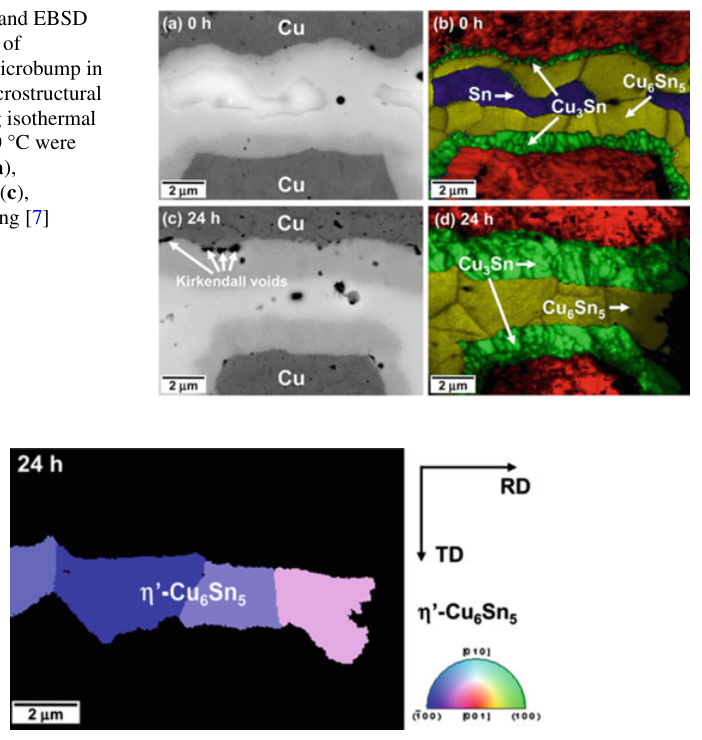 and EBSD
of
icrobump in
crostructural
g isothermal
°C were
a),
(c),
ng [7]
(a) 0 h
Cu
Cu
2 μm
(b) 0 h
Sn
Cu₃Sn
Cu₆Sn₅
2 μm
(c) 24 h
Cu
Kirkendall voids
Cu
2 μm
(d) 24 h
Cu₃Sn
Cu₆Sn₅
2 μm
24 h
η’-Cu₆Sn₅
2 μm
RD
TD
η’-Cu₆Sn₅
[010]
(1̄00) [001] (100)